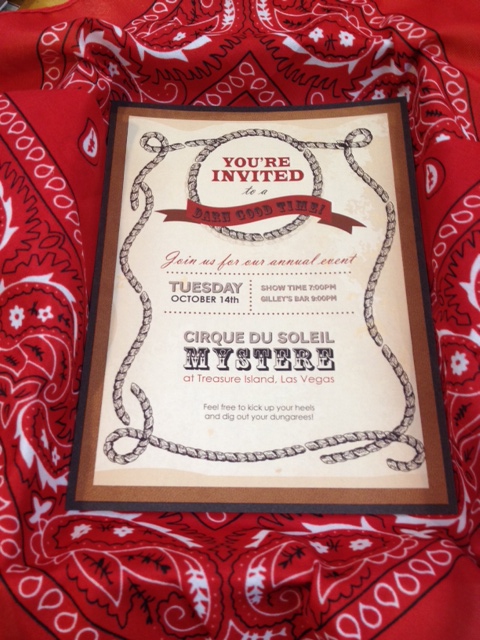 YOU'RE
INVITED
to a
DARN GOOD TIME!
Join us for our annual event
TUESDAY
OCTOBER 14th
SHOW TIME 7:00PM
GILLEY'S BAR 9:00PM
CIRQUE DU SOLEIL
MYSTERE
at Treasure Island, Las Vegas
Feel free to kick up your heels
and dig out your dungarees!